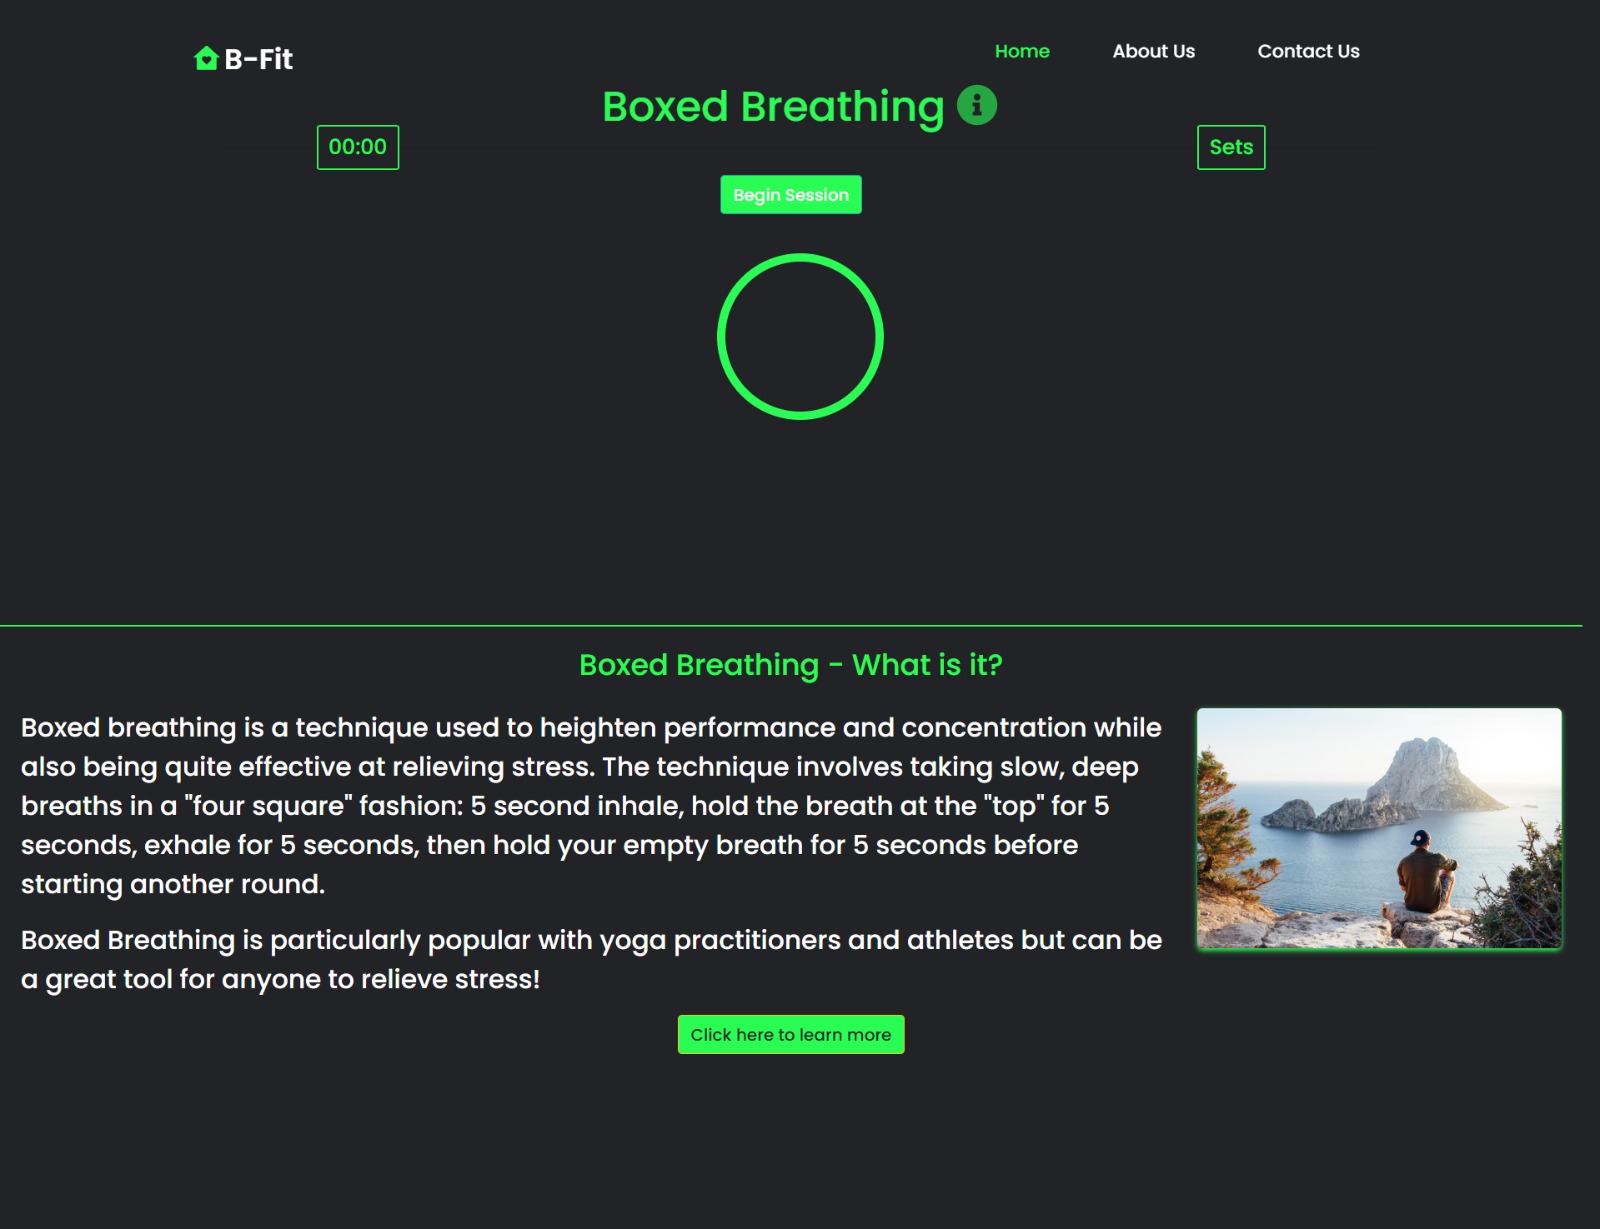 B-Fit
Home
About Us
Contact Us
Boxed Breathing
00:00
Sets
Begin Session
Boxed Breathing - What is it?
Boxed breathing is a technique used to heighten performance and concentration while
also being quite effective at relieving stress. The technique involves taking slow, deep
breaths in a "four square" fashion: 5 second inhale, hold the breath at the "top" for 5
seconds, exhale for 5 seconds, then hold your empty breath for 5 seconds before
starting another round.
Boxed Breathing is particularly popular with yoga practitioners and athletes but can be
a great tool for anyone to relieve stress!
Click here to learn more